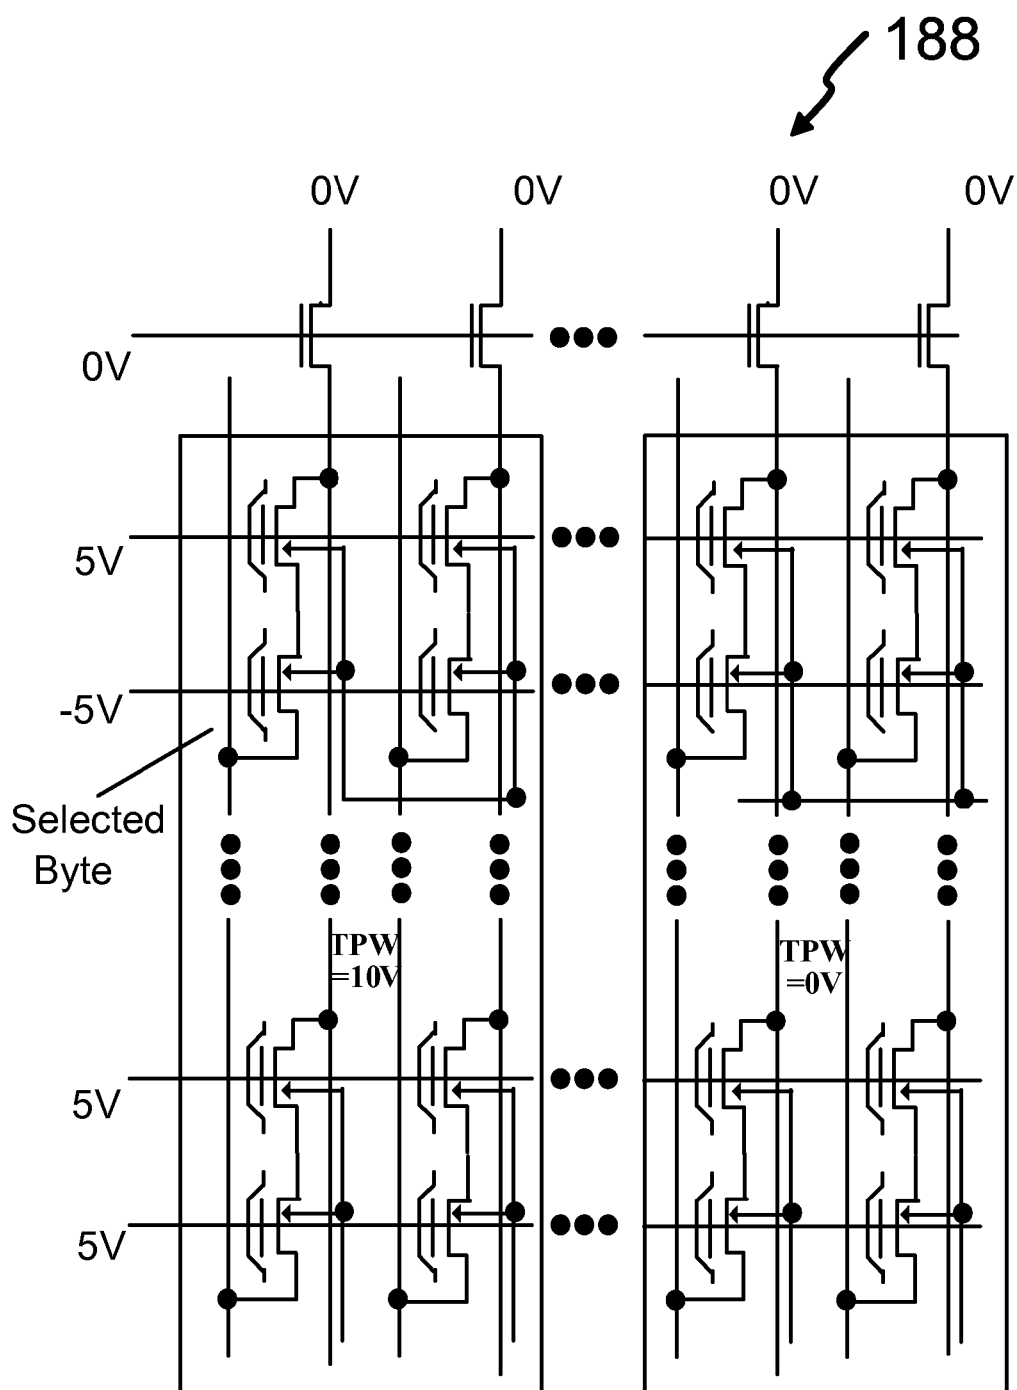 188
0V 0V 0V 0V
0V
5V
-5V
Selected
Byte
TPW
=10V
TPW
=0V
5V
5V